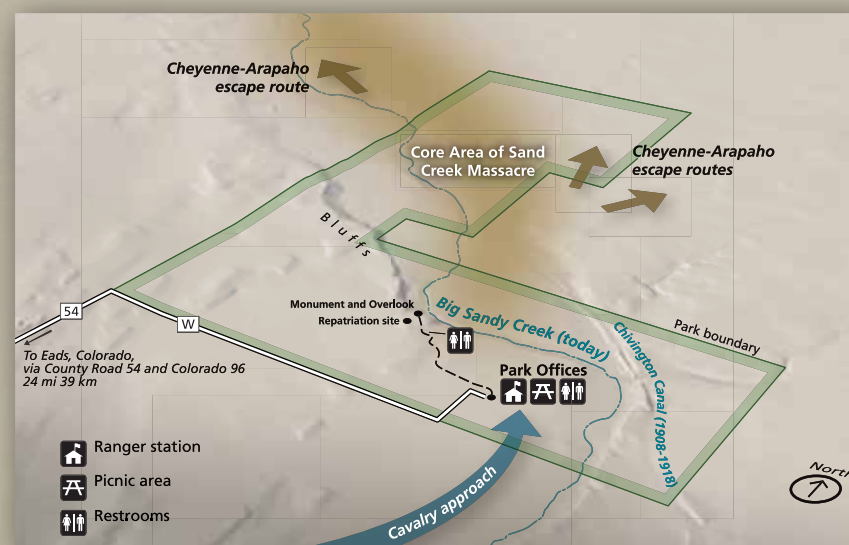 Cheyenne-Arapaho
escape route
Core Area of Sand
Creek Massacre
Cheyenne-Arapaho
escape routes
Bluffs
54
W
Monument and Overlook
Repatriation site
Big Sandy Creek (today)
Chivington Canal (1908-1918)
Park boundary
To Eads, Colorado,
via County Road 54 and Colorado 96
24 mi 39 km
Park Offices
Ranger station
Picnic area
Restrooms
Cavalry approach
North